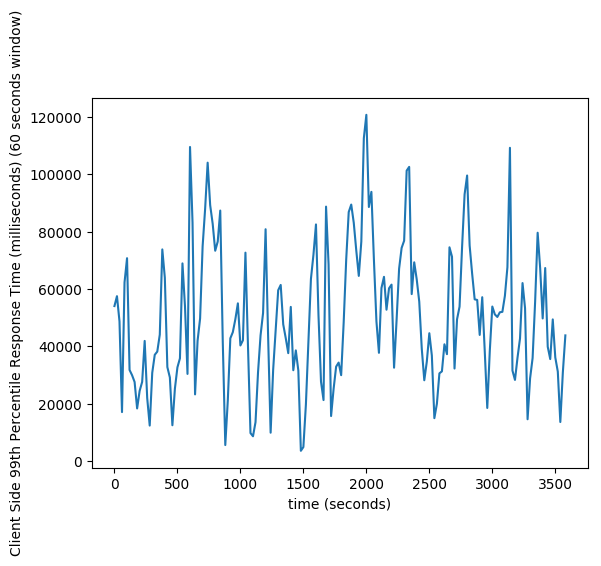 Client Side 99th Percentile Response Time (milliseconds) (60 seconds window)
120000
100000
80000
60000
40000
20000
0
0 500 1000 1500 2000 2500 3000 3500
time (seconds)